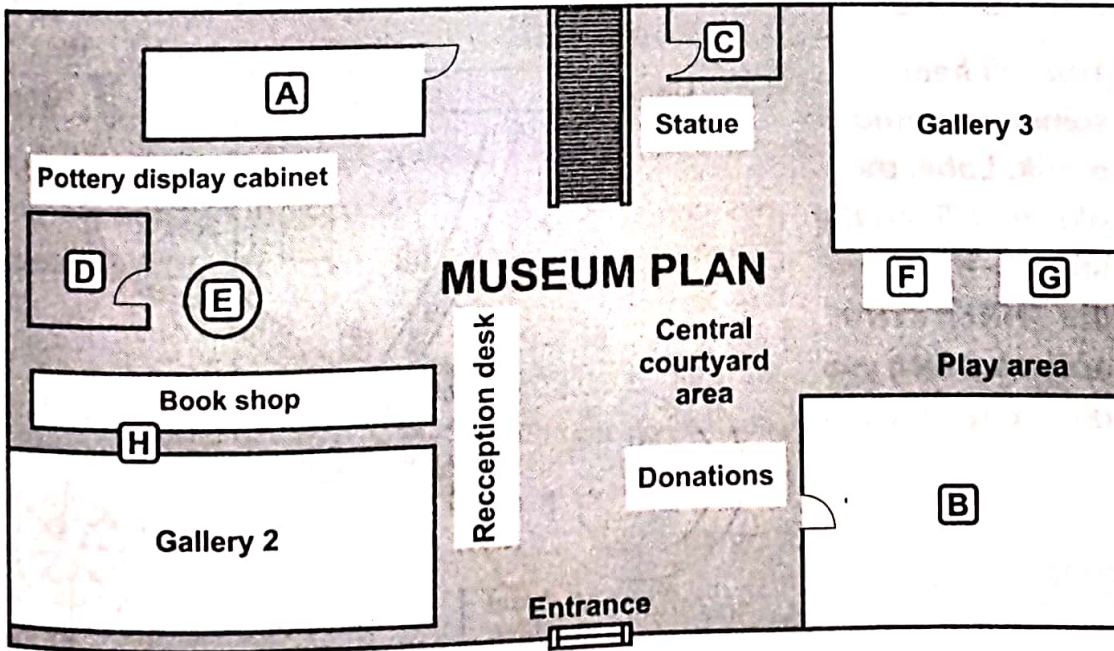 A
C
Statue
Gallery 3
Pottery display cabinet
D
E
MUSEUM PLAN
F
G
Recception desk
Central
courtyard
area
Play area
Book shop
H
Donations
B
Gallery 2
Entrance